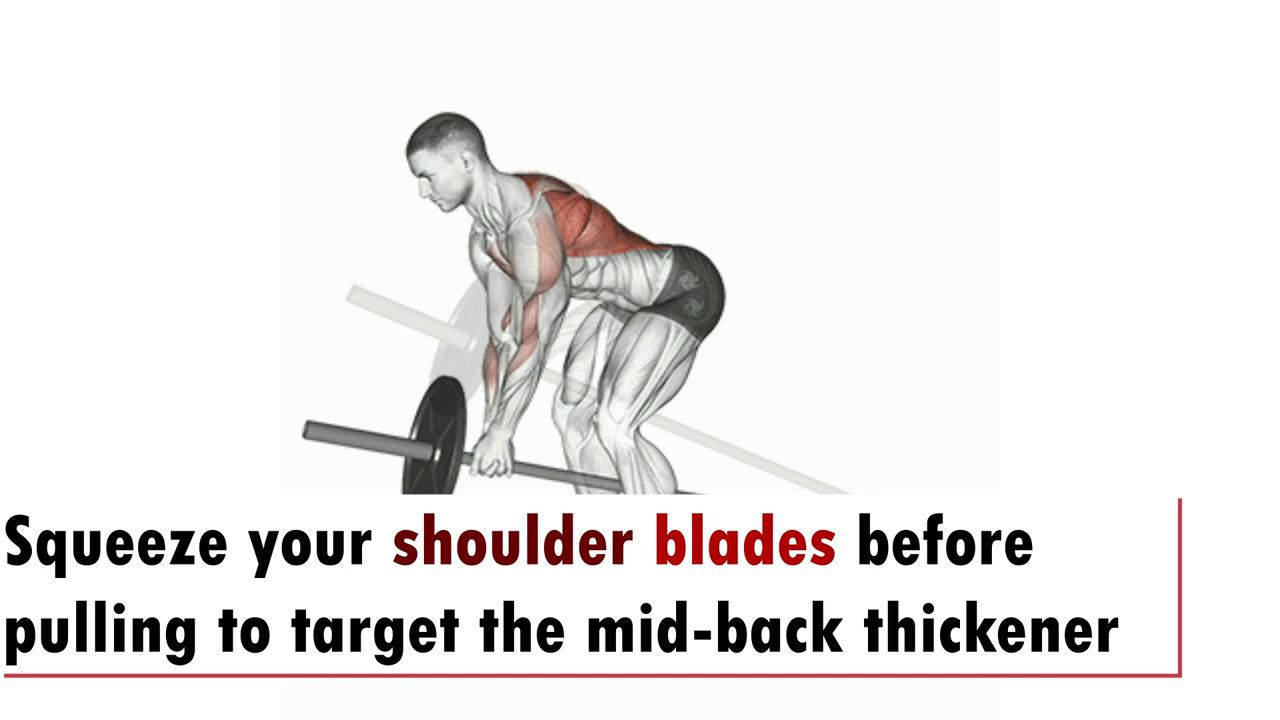 Squeeze your shoulder blades before
pulling to target the mid-back thickener